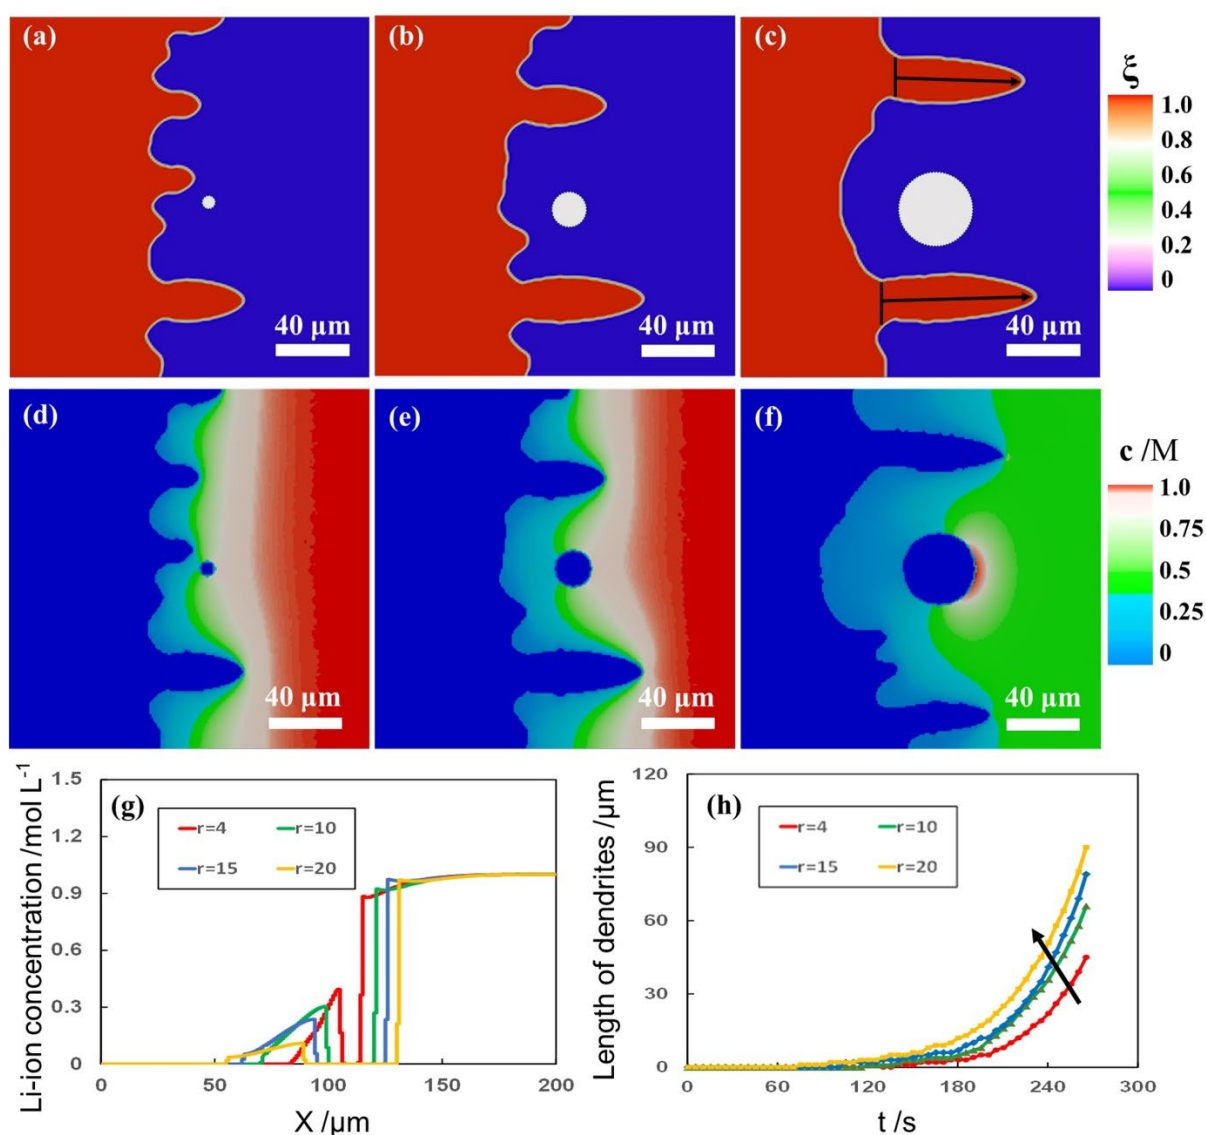 (a)
(b)
(c)
ξ
1.0
0.8
0.6
0.4
0.2
0
40 μm
40 μm
40 μm
(d)
(e)
(f)
c /M
1.0
0.75
0.5
0.25
0
40 μm
40 μm
40 μm
(g)
Li-ion concentration /mol L⁻¹
1.5
1.2
0.9
0.6
0.3
0
r=4
r=10
r=15
r=20
0
50
100
150
200
X /μm
(h)
Length of dendrites /μm
120
90
60
30
0
r=4
r=10
r=15
r=20
0
60
120
180
240
300
t /s